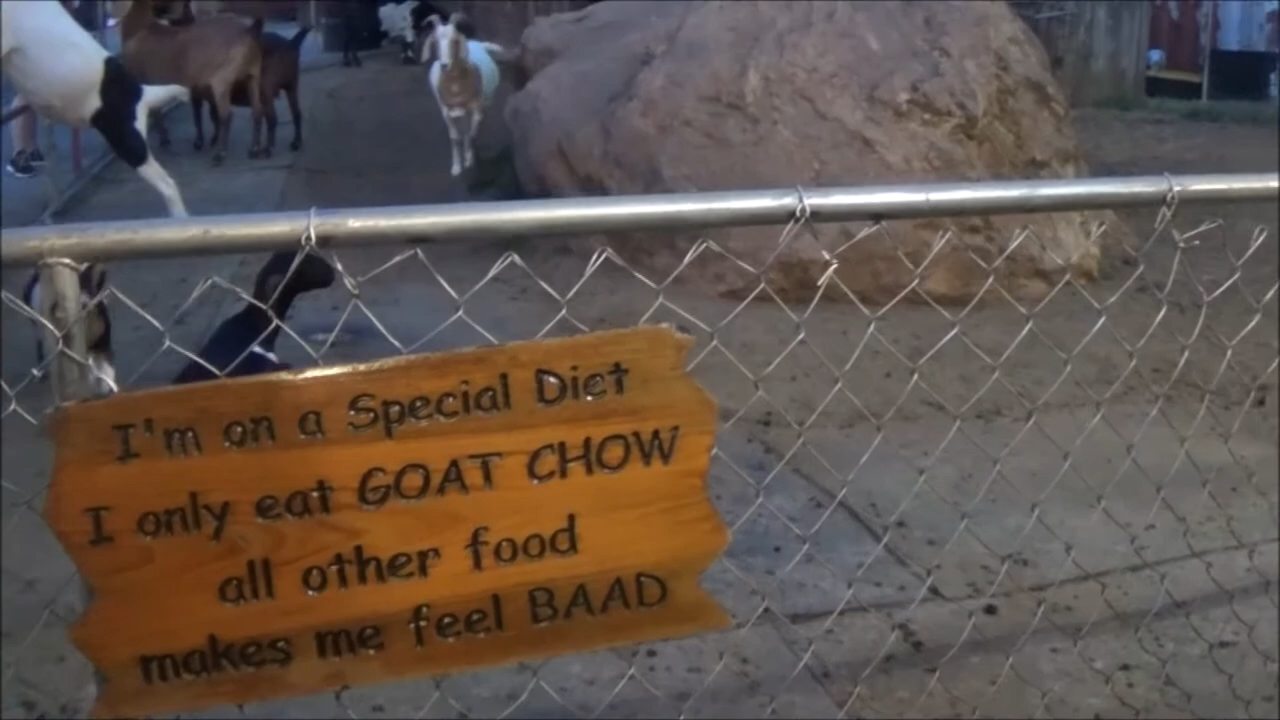 I'm on a Special Diet
I only eat GOAT CHOW
all other food
makes me feel BAAD